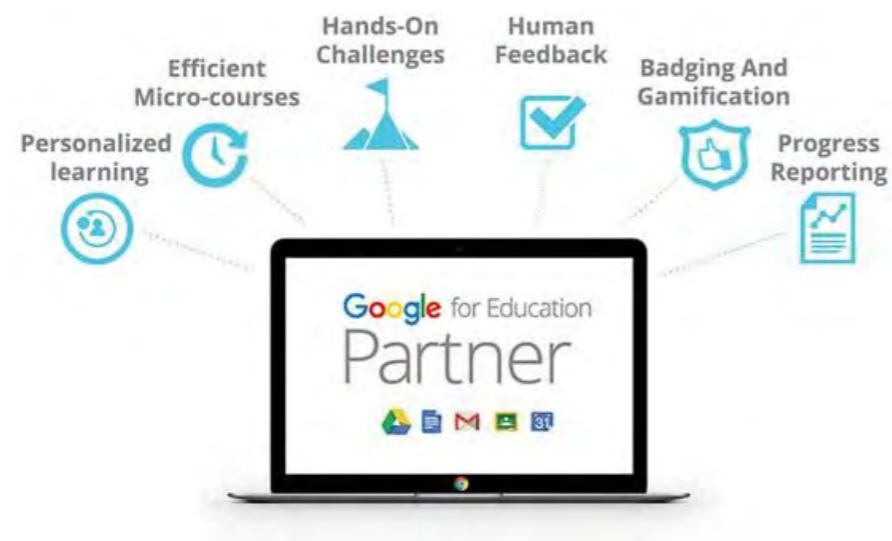 Personalized
learning
Efficient
Micro-courses
Hands-On
Challenges
Human
Feedback
Badging And
Gamification
Progress
Reporting
Google for Education
Partner
31